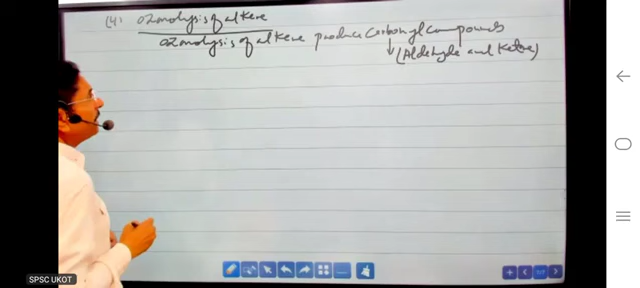 (4) ozonolysis of alkene
ozonolysis of alkene produce Carbonyl compounds
↓ (Aldehyde and Ketone)
SPSC UKOT